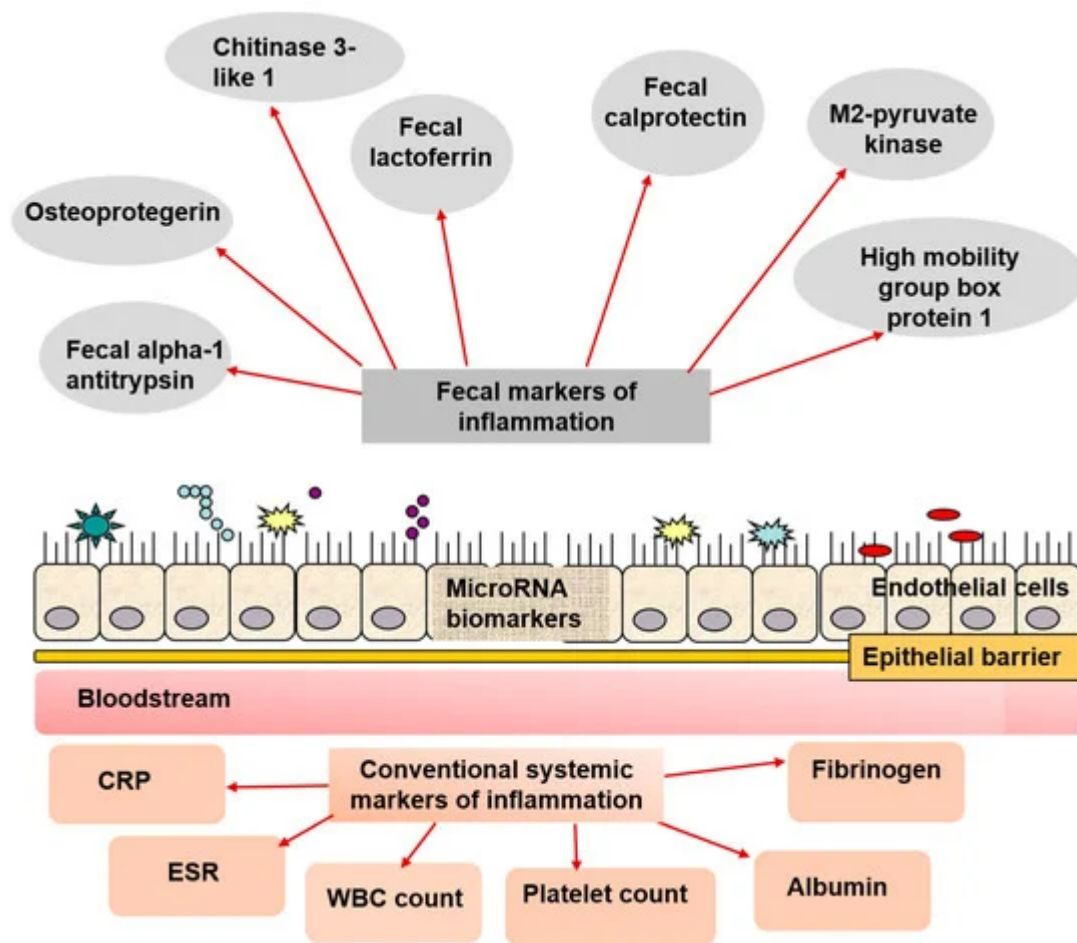 Chitinase 3-
like 1
Fecal
lactoferrin
Fecal
calprotectin
M2-pyruvate
kinase
Osteoprotegerin
High mobility
group box
protein 1
Fecal alpha-1
antitrypsin
Fecal markers of
inflammation
MicroRNA
biomarkers
Endothelial cells
Epithelial barrier
Bloodstream
CRP
Conventional systemic
markers of inflammation
Fibrinogen
ESR
WBC count
Platelet count
Albumin